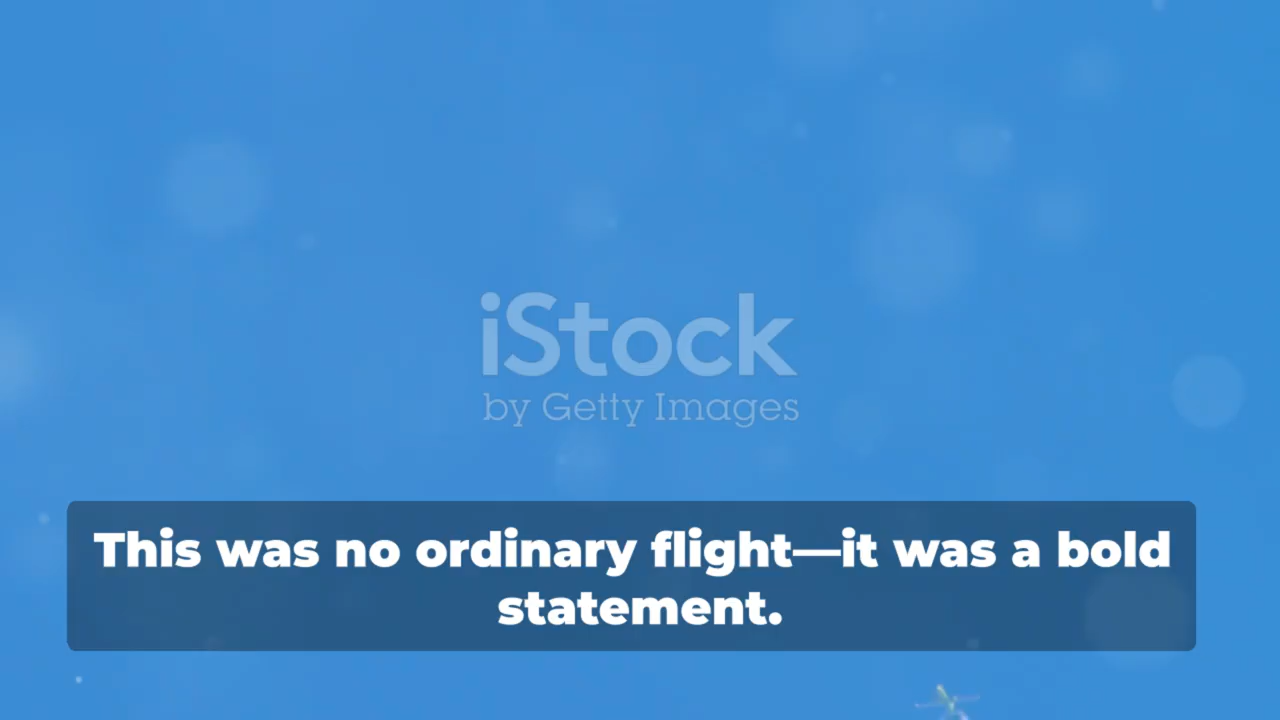 iStock
by Getty Images
This was no ordinary flight—it was a bold
statement.